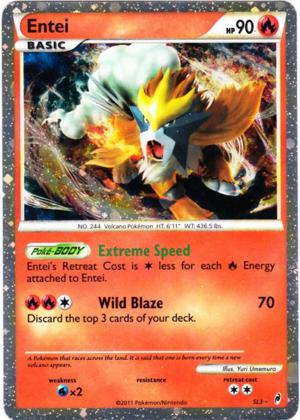 Entei
HP 90
BASIC
NO. 244 Volcano Pokémon HT: 6'11" WT: 436.5 lbs.
Poké-BODY Extreme Speed
Entei's Retreat Cost is less for each Energy
attached to Entei.
Wild Blaze 70
Discard the top 3 cards of your deck.
Illus. Yuri Umemura
A Pokémon that races across the land. It is said that one is born every time a new
volcano appears.
weakness resistance retreat cost
×2
©2011 Pokémon/Nintendo SL3